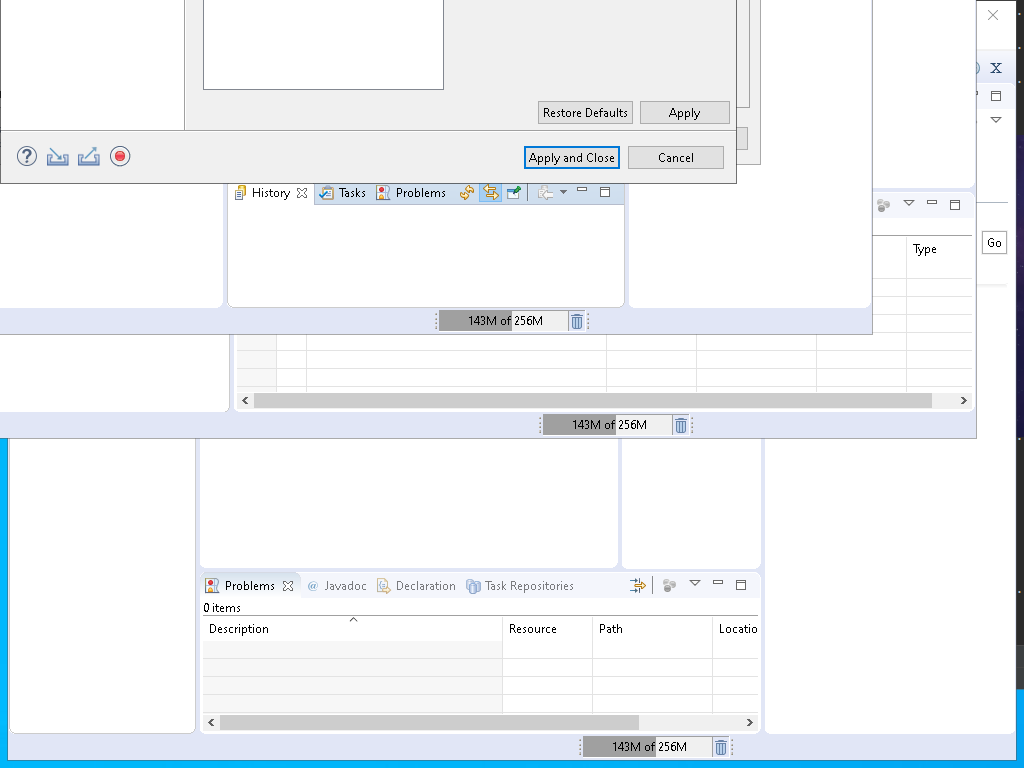 Restore Defaults Apply
X
? Apply and Close Cancel
History Tasks Problems
Go
Type
143M of 256M
143M of 256M
Problems @ Javadoc Declaration Task Repositories
0 items
Description Resource Path Locatio
143M of 256M